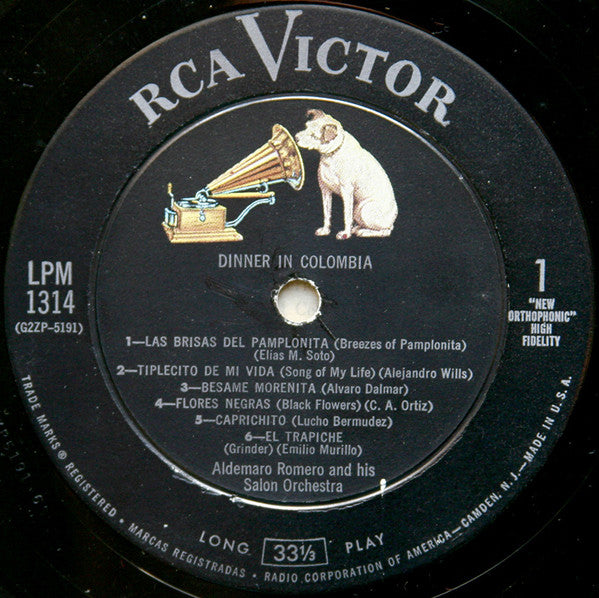 RCA VICTOR
DINNER IN COLOMBIA
LPM
1314
(G2ZP-5191)
1
"NEW
ORTHOPHONIC"
HIGH
FIDELITY
1—LAS BRISAS DEL PAMPLONITA (Breezes of Pamplonita)
(Elias M. Soto)
2—TIPLECITO DE MI VIDA (Song of My Life) (Alejandro Wills)
3—BESAME MORENITA (Alvaro Dalmar)
4—FLORES NEGRAS (Black Flowers) (C. A. Ortiz)
5—CAPRICHITO (Lucho Bermudez)
6—EL TRAPICHE
(Grinder) (Emilio Murillo)
Aldemaro Romero and his
Salon Orchestra
LONG 33⅓ PLAY
TRADE MARKS ® REGISTERED • MARCAS REGISTRADAS • RADIO CORPORATION OF AMERICA—CAMDEN, N. J.—MADE IN U.S.A.